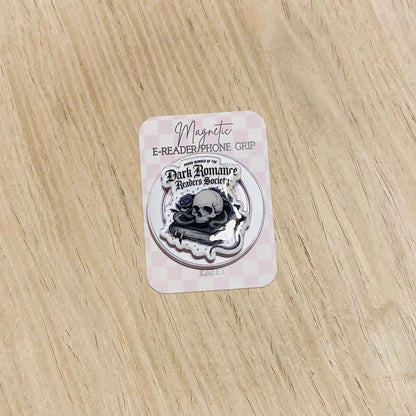 Magnetic
E-READER/PHONE GRIP
PROUD MEMBER OF THE
Dark Romance
Readers Society